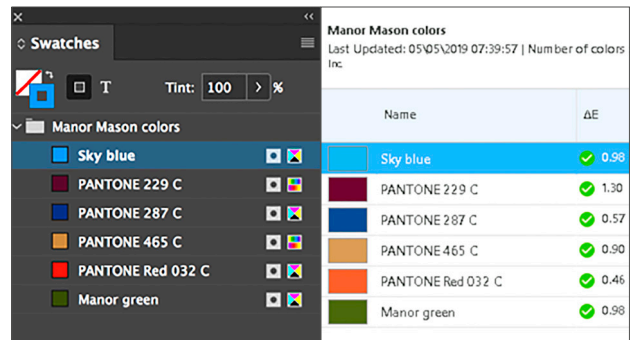 Swatches
T Tint: 100 > %
Manor Mason colors
Sky blue
PANTONE 229 C
PANTONE 287 C
PANTONE 465 C
PANTONE Red 032 C
Manor green
Manor Mason colors
Last Updated: 05\05\2019 07:39:57 | Number of colors
Inc.
Name ΔE
Sky blue 0.98
PANTONE 229 C 1.30
PANTONE 287 C 0.57
PANTONE 465 C 0.90
PANTONE Red 032 C 0.46
Manor green 0.98